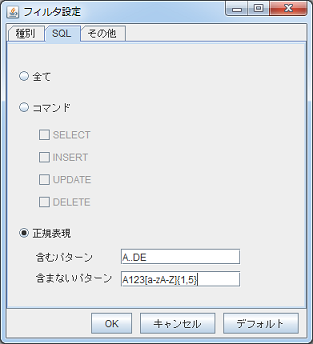 フィルタ設定
種別 SQL その他
全て
コマンド
SELECT
INSERT
UPDATE
DELETE
正規表現
含むパターン A..DE
含まないパターン A123[a-zA-Z]{1,5}
OK キャンセル デフォルト